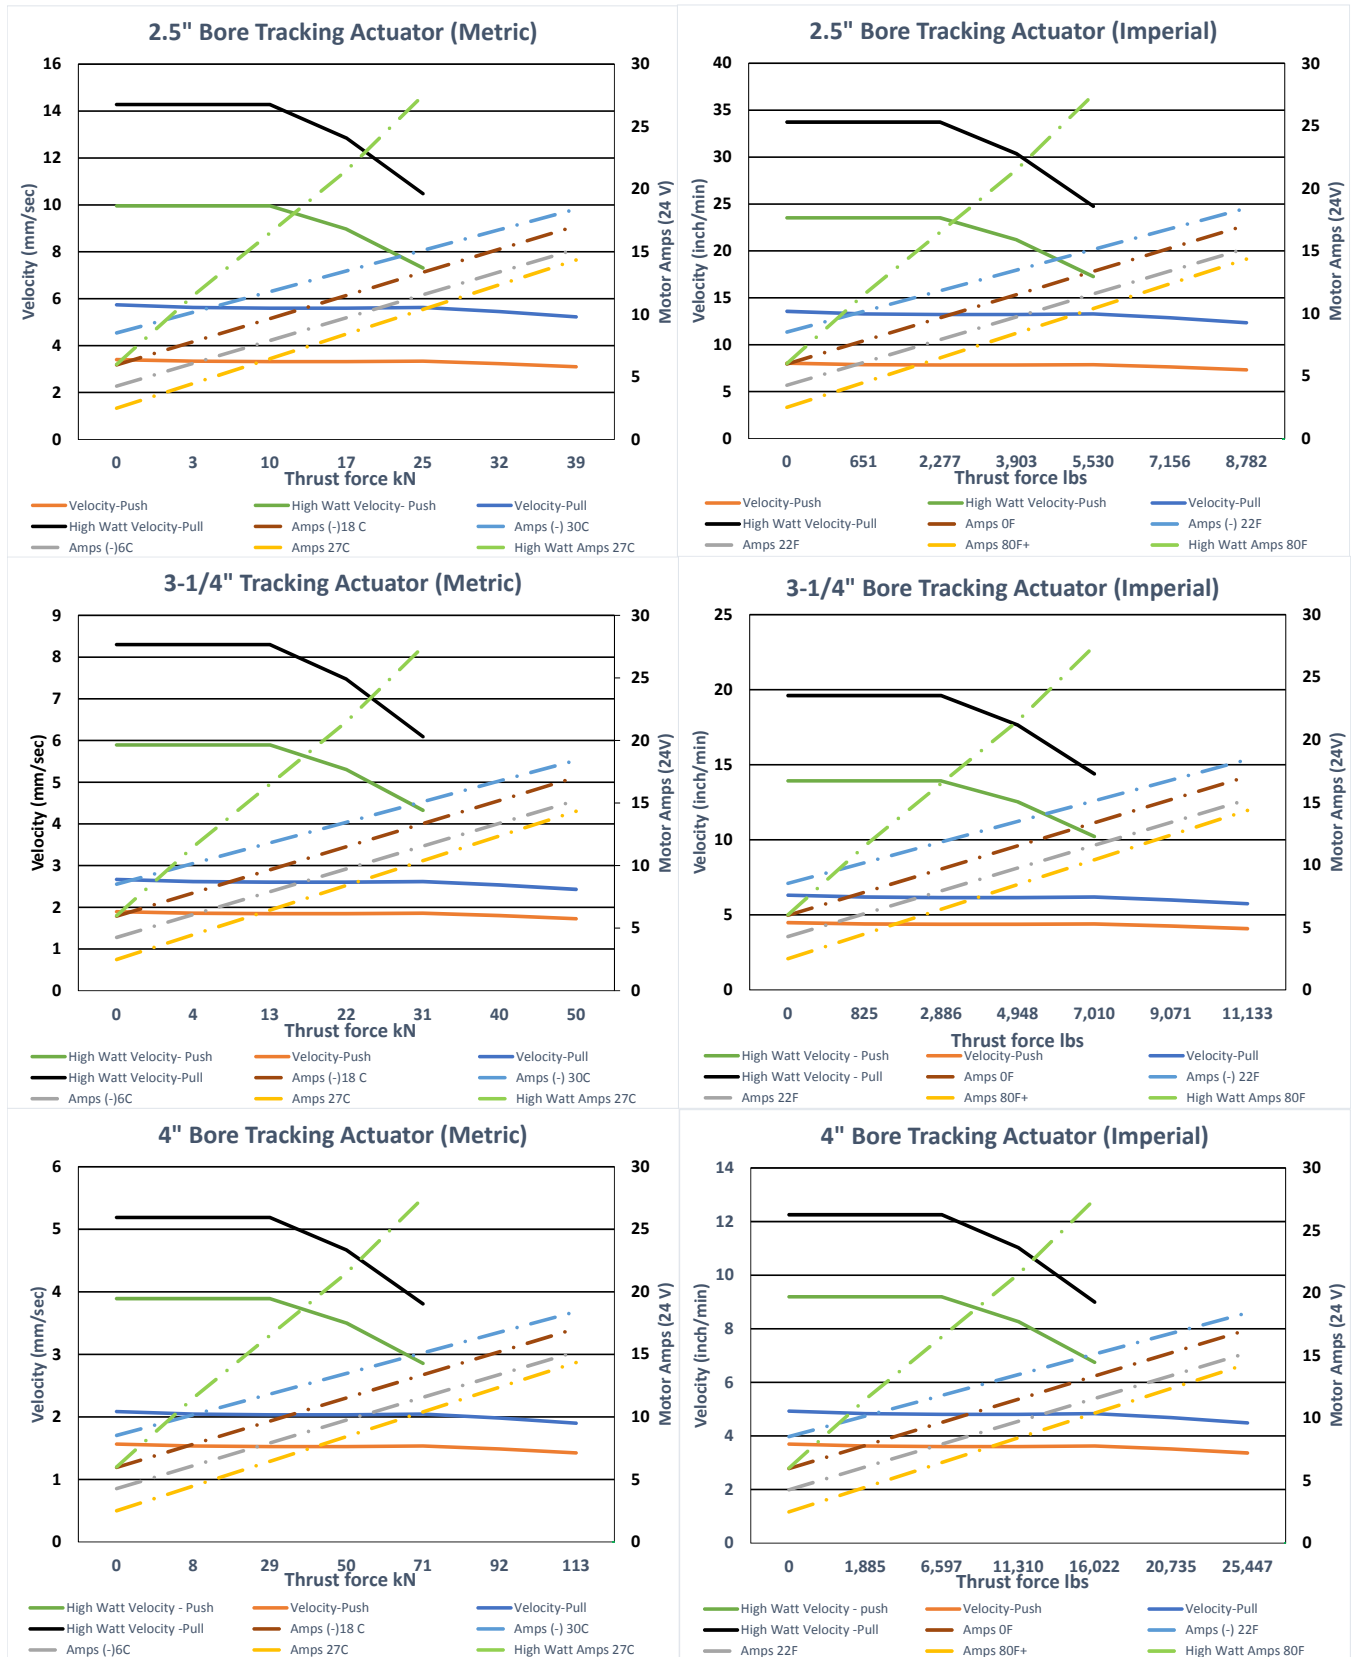 2.5" Bore Tracking Actuator (Metric)
16
14
12
10
8
6
4
2
0
Velocity (mm/sec)
30
25
20
15
10
5
0
Motor Amps (24 V)
0 3 10 17 25 32 39
Thrust force kN
Velocity-Push High Watt Velocity- Push Velocity-Pull
High Watt Velocity-Pull Amps (-)18 C Amps (-) 30C
Amps (-)6C Amps 27C High Watt Amps 27C
2.5" Bore Tracking Actuator (Imperial)
40
35
30
25
20
15
10
5
0
Velocity (inch/min)
30
25
20
15
10
5
0
Motor Amps (24V)
0 651 2,277 3,903 5,530 7,156 8,782
Thrust force lbs
Velocity-Push High Watt Velocity-Push Velocity-Pull
High Watt Velocity-Pull Amps 0F Amps (-) 22F
Amps 22F Amps 80F+ High Watt Amps 80F
3-1/4" Tracking Actuator (Metric)
9
8
7
6
5
4
3
2
1
0
Velocity (mm/sec)
30
25
20
15
10
5
0
Motor Amps (24V)
0 4 13 22 31 40 50
Thrust force kN
High Watt Velocity- Push Velocity-Push Velocity-Pull
High Watt Velocity-Pull Amps (-)18 C Amps (-) 30C
Amps (-)6C Amps 27C High Watt Amps 27C
3-1/4" Bore Tracking Actuator (Imperial)
25
20
15
10
5
0
Velocity (inch/min)
30
25
20
15
10
5
0
Motor Amps (24V)
0 825 2,886 4,948 7,010 9,071 11,133
Thrust force lbs
High Watt Velocity - Push Velocity-Push Velocity-Pull
High Watt Velocity - Pull Amps 0F Amps (-) 22F
Amps 22F Amps 80F+ High Watt Amps 80F
4" Bore Tracking Actuator (Metric)
6
5
4
3
2
1
0
Velocity (mm/sec)
30
25
20
15
10
5
0
Motor Amps (24 V)
0 8 29 50 71 92 113
Thrust force kN
High Watt Velocity - Push Velocity-Push Velocity-Pull
High Watt Velocity -Pull Amps (-)18 C Amps (-) 30C
Amps (-)6C Amps 27C High Watt Amps 27C
4" Bore Tracking Actuator (Imperial)
14
12
10
8
6
4
2
0
Velocity (inch/min)
30
25
20
15
10
5
0
Motor Amps (24 V)
0 1,885 6,597 11,310 16,022 20,735 25,447
Thrust force lbs
High Watt Velocity - push Velocity-Push Velocity-Pull
High Watt Velocity -Pull Amps 0F Amps (-) 22F
Amps 22F Amps 80F+ High Watt Amps 80F